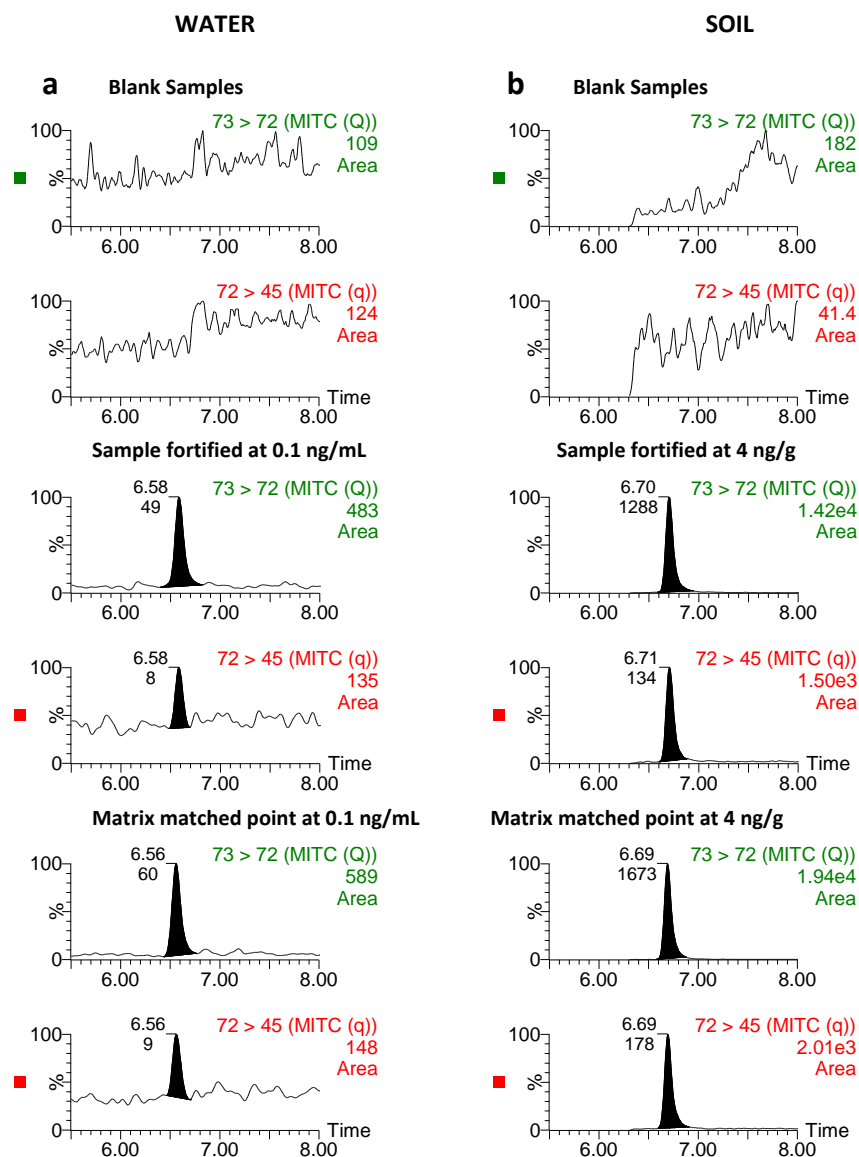 WATER
SOIL
a Blank Samples
73 > 72 (MITC (Q))
109
Area
100
%
0
6.00 7.00 8.00
72 > 45 (MITC (q))
124
Area
100
%
0
Time
6.00 7.00 8.00
Sample fortified at 0.1 ng/mL
6.58
49
73 > 72 (MITC (Q))
483
Area
100
%
0
6.00 7.00 8.00
6.58
8
72 > 45 (MITC (q))
135
Area
100
%
0
Time
6.00 7.00 8.00
Matrix matched point at 0.1 ng/mL
6.56
60
73 > 72 (MITC (Q))
589
Area
100
%
0
6.00 7.00 8.00
6.56
9
72 > 45 (MITC (q))
148
Area
100
%
0
Time
6.00 7.00 8.00
b Blank Samples
73 > 72 (MITC (Q))
182
Area
100
%
0
6.00 7.00 8.00
72 > 45 (MITC (q))
41.4
Area
100
%
0
Time
6.00 7.00 8.00
Sample fortified at 4 ng/g
6.70
1288
73 > 72 (MITC (Q))
1.42e4
Area
100
%
0
6.00 7.00 8.00
6.71
134
72 > 45 (MITC (q))
1.50e3
Area
100
%
0
Time
6.00 7.00 8.00
Matrix matched point at 4 ng/g
6.69
1673
73 > 72 (MITC (Q))
1.94e4
Area
100
%
0
6.00 7.00 8.00
6.69
178
72 > 45 (MITC (q))
2.01e3
Area
100
%
0
Time
6.00 7.00 8.00